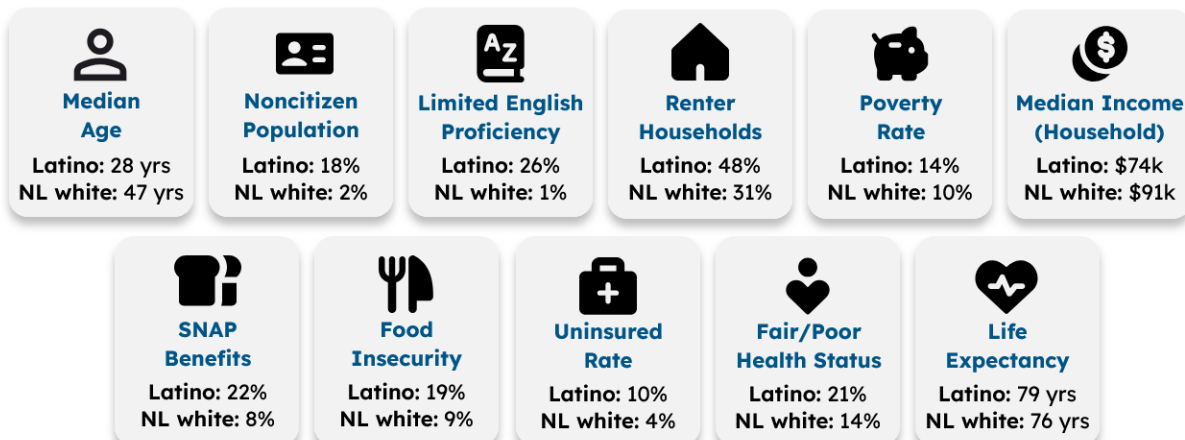 A Z
$
Median
Age
Latino: 28 yrs
NL white: 47 yrs
Noncitizen
Population
Latino: 18%
NL white: 2%
Limited English
Proficiency
Latino: 26%
NL white: 1%
Renter
Households
Latino: 48%
NL white: 31%
Poverty
Rate
Latino: 14%
NL white: 10%
Median Income
(Household)
Latino: $74k
NL white: $91k
SNAP
Benefits
Latino: 22%
NL white: 8%
Food
Insecurity
Latino: 19%
NL white: 9%
Uninsured
Rate
Latino: 10%
NL white: 4%
Fair/Poor
Health Status
Latino: 21%
NL white: 14%
Life
Expectancy
Latino: 79 yrs
NL white: 76 yrs